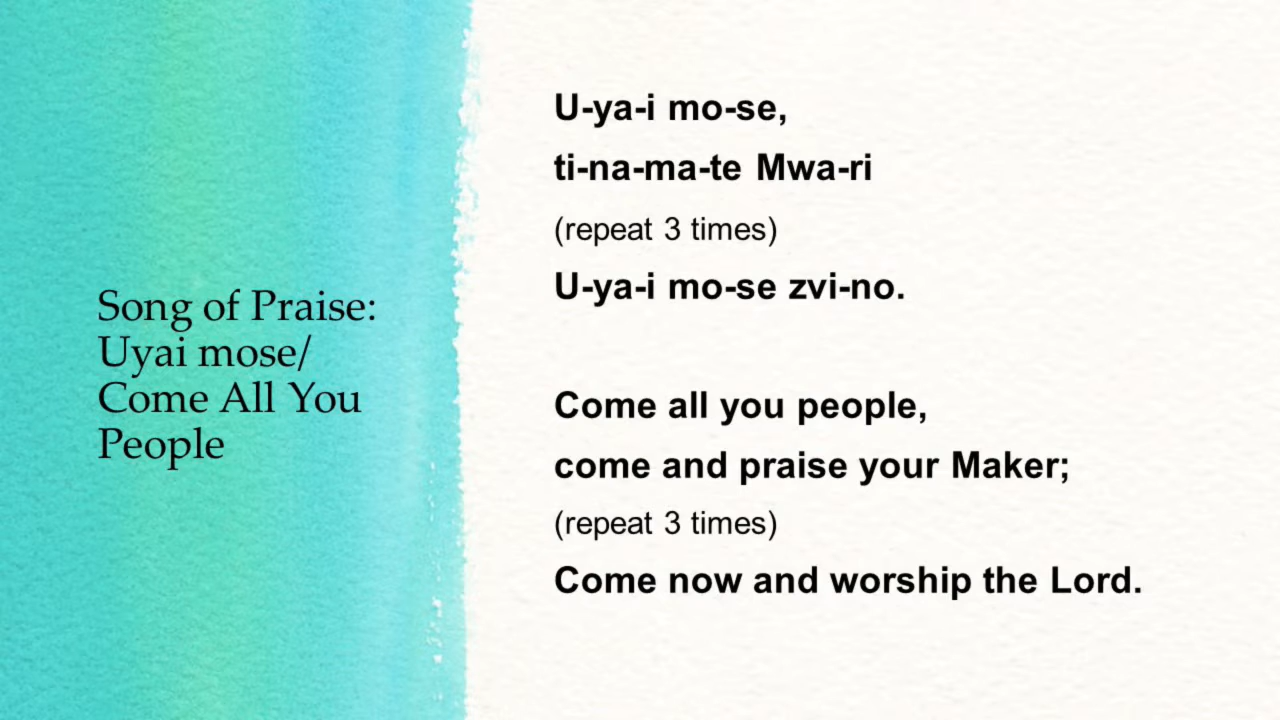 Song of Praise:
Uyai mose/
Come All You
People
U-ya-i mo-se,
ti-na-ma-te Mwa-ri
(repeat 3 times)
U-ya-i mo-se zvi-no.
Come all you people,
come and praise your Maker;
(repeat 3 times)
Come now and worship the Lord.